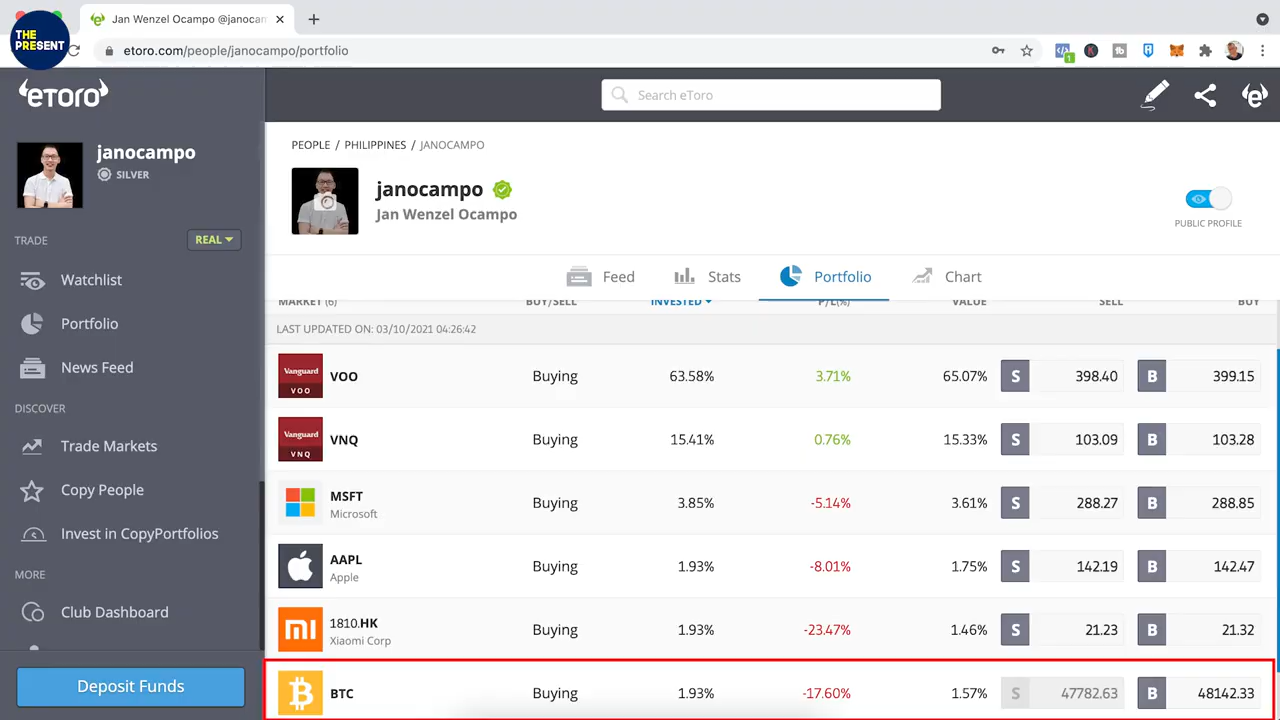 THE PRESENT
Jan Wenzel Ocampo @janocam
etoro.com/people/janocampo/portfolio
eToro
Search eToro
janocampo
SILVER
TRADE REAL
Watchlist
Portfolio
News Feed
DISCOVER
Trade Markets
Copy People
Invest in CopyPortfolios
MORE
Club Dashboard
Deposit Funds
PEOPLE / PHILIPPINES / JANOCAMPO
janocampo
Jan Wenzel Ocampo
PUBLIC PROFILE
Feed Stats Portfolio Chart
MARKET (6) BUY/SELL INVESTED P/L(%) VALUE SELL BUY
LAST UPDATED ON: 03/10/2021 04:26:42
Vanguard VOO VOO Buying 63.58% 3.71% 65.07% S 398.40 B 399.15
Vanguard VNQ VNQ Buying 15.41% 0.76% 15.33% S 103.09 B 103.28
MSFT Buying 3.85% -5.14% 3.61% S 288.27 B 288.85
Microsoft
AAPL Buying 1.93% -8.01% 1.75% S 142.19 B 142.47
Apple
mi 1810.HK Buying 1.93% -23.47% 1.46% S 21.23 B 21.32
Xiaomi Corp
BTC Buying 1.93% -17.60% 1.57% S 47782.63 B 48142.33